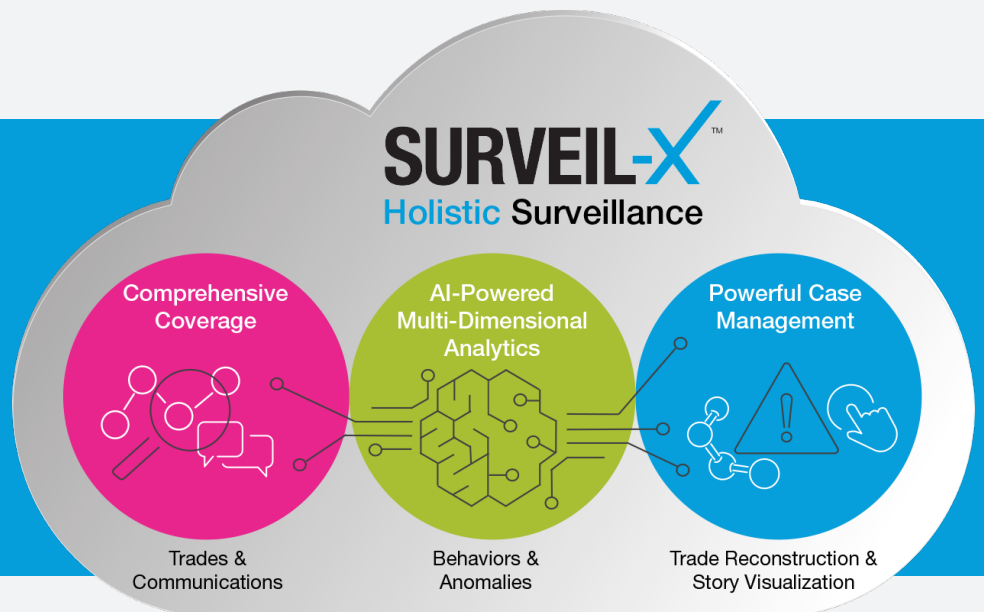 SURVEIL-X™
Holistic Surveillance
Comprehensive
Coverage
AI-Powered
Multi-Dimensional
Analytics
Powerful Case
Management
Trades &
Communications
Behaviors &
Anomalies
Trade Reconstruction &
Story Visualization